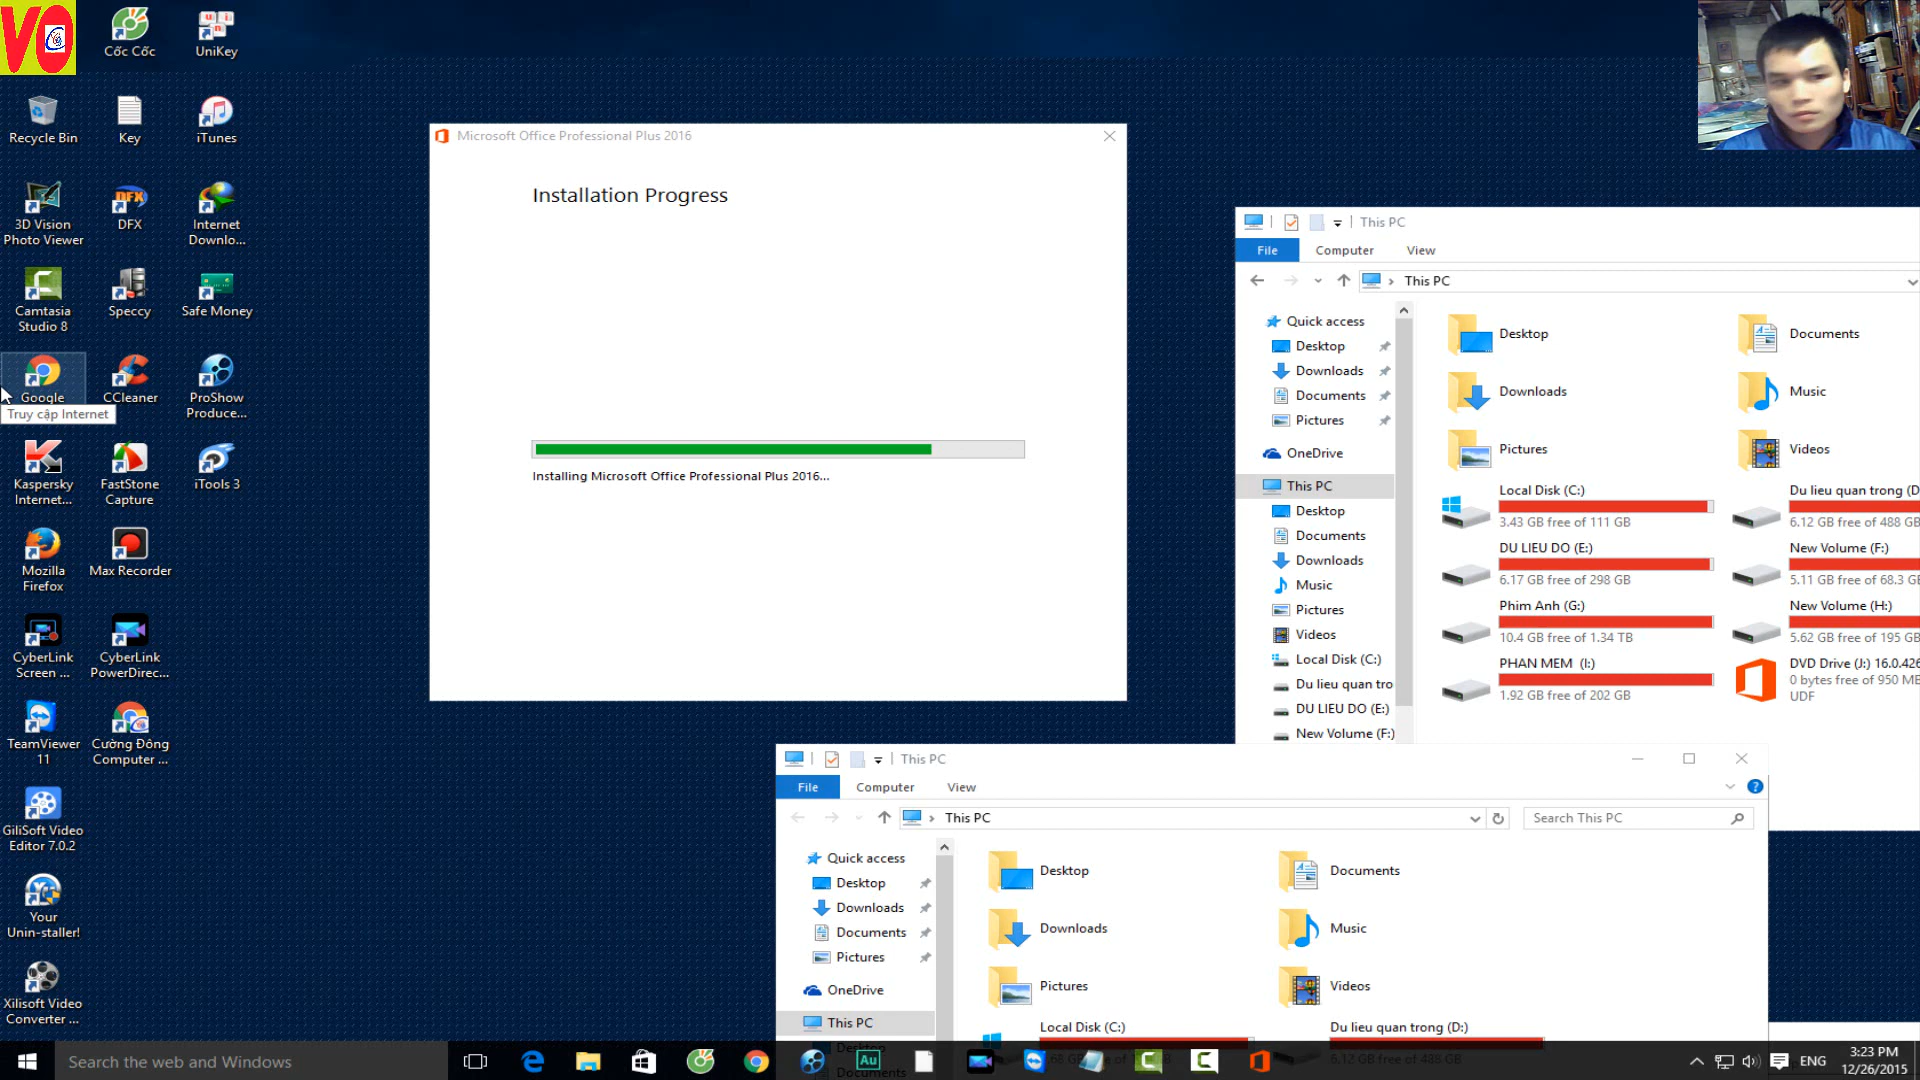 VC
Cốc Cốc
UniKey
Recycle Bin
Key
iTunes
3D Vision
Photo Viewer
DFX
Internet
Downlo...
Camtasia
Studio 8
Speccy
Safe Money
Google
Truy cập Internet
CCleaner
ProShow
Produce...
Kaspersky
Internet...
FastStone
Capture
iTools 3
Mozilla
Firefox
Max Recorder
CyberLink
Screen ...
CyberLink
PowerDirec...
TeamViewer
11
Cường Đông
Computer ...
GiliSoft Video
Editor 7.0.2
Your
Unin-staller!
Xilisoft Video
Converter ...
Microsoft Office Professional Plus 2016
Installation Progress
Installing Microsoft Office Professional Plus 2016...
This PC
File
Computer
View
This PC
Quick access
Desktop
Downloads
Documents
Pictures
OneDrive
This PC
Desktop
Documents
Downloads
Music
Pictures
Videos
Local Disk (C:)
Du lieu quan tro
DU LIEU DO (E:)
New Volume (F:)
Desktop
Documents
Downloads
Music
Pictures
Videos
Local Disk (C:)
3.43 GB free of 111 GB
Du lieu quan trong (D
6.12 GB free of 488 GB
DU LIEU DO (E:)
6.17 GB free of 298 GB
New Volume (F:)
5.11 GB free of 68.3 G
Phim Anh (G:)
10.4 GB free of 1.34 TB
New Volume (H:)
5.62 GB free of 195 GB
PHAN MEM (I:)
1.92 GB free of 202 GB
DVD Drive (J:) 16.0.426
0 bytes free of 950 MB
UDF
This PC
File
Computer
View
This PC
Search This PC
Quick access
Desktop
Downloads
Documents
Pictures
OneDrive
This PC
Desktop
Documents
Desktop
Documents
Downloads
Music
Pictures
Videos
Local Disk (C:)
Du lieu quan trong (D:)
6.12 GB free of 488 GB
Search the web and Windows
Au
ENG
3:23 PM
12/26/2015